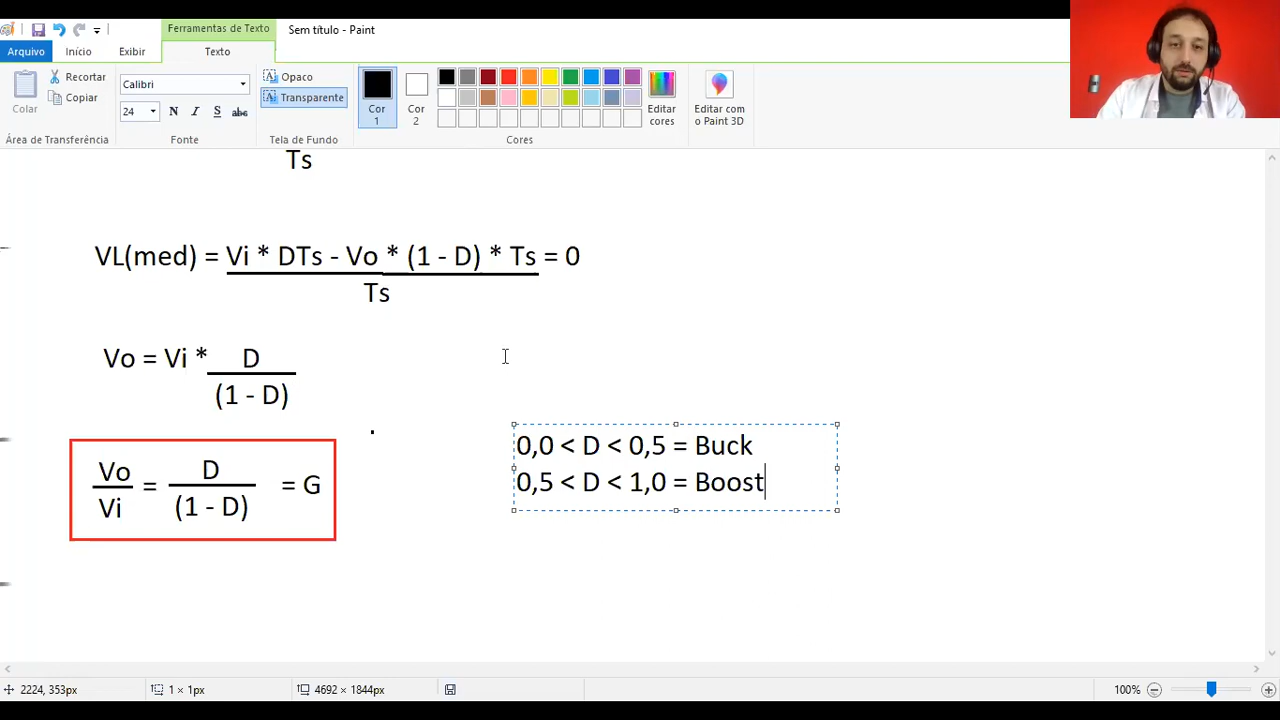 Ferramentas de Texto
Sem título - Paint
Arquivo
Início
Exibir
Texto
Colar
Recortar
Copiar
Área de Transferência
Calibri
24
N
I
S
abc
Fonte
Opaco
Transparente
Tela de Fundo
Cor
1
Cor
2
Editar
cores
Editar com
o Paint 3D
Cores
Ts
VL(med) = Vi * DTs - Vo * (1 - D) * Ts = 0
Ts
Vo = Vi * D
(1 - D)
.
0,0 < D < 0,5 = Buck
0,5 < D < 1,0 = Boost
Vo
Vi
=
D
(1 - D)
= G
2224, 353px
1 × 1px
4692 × 1844px
100%